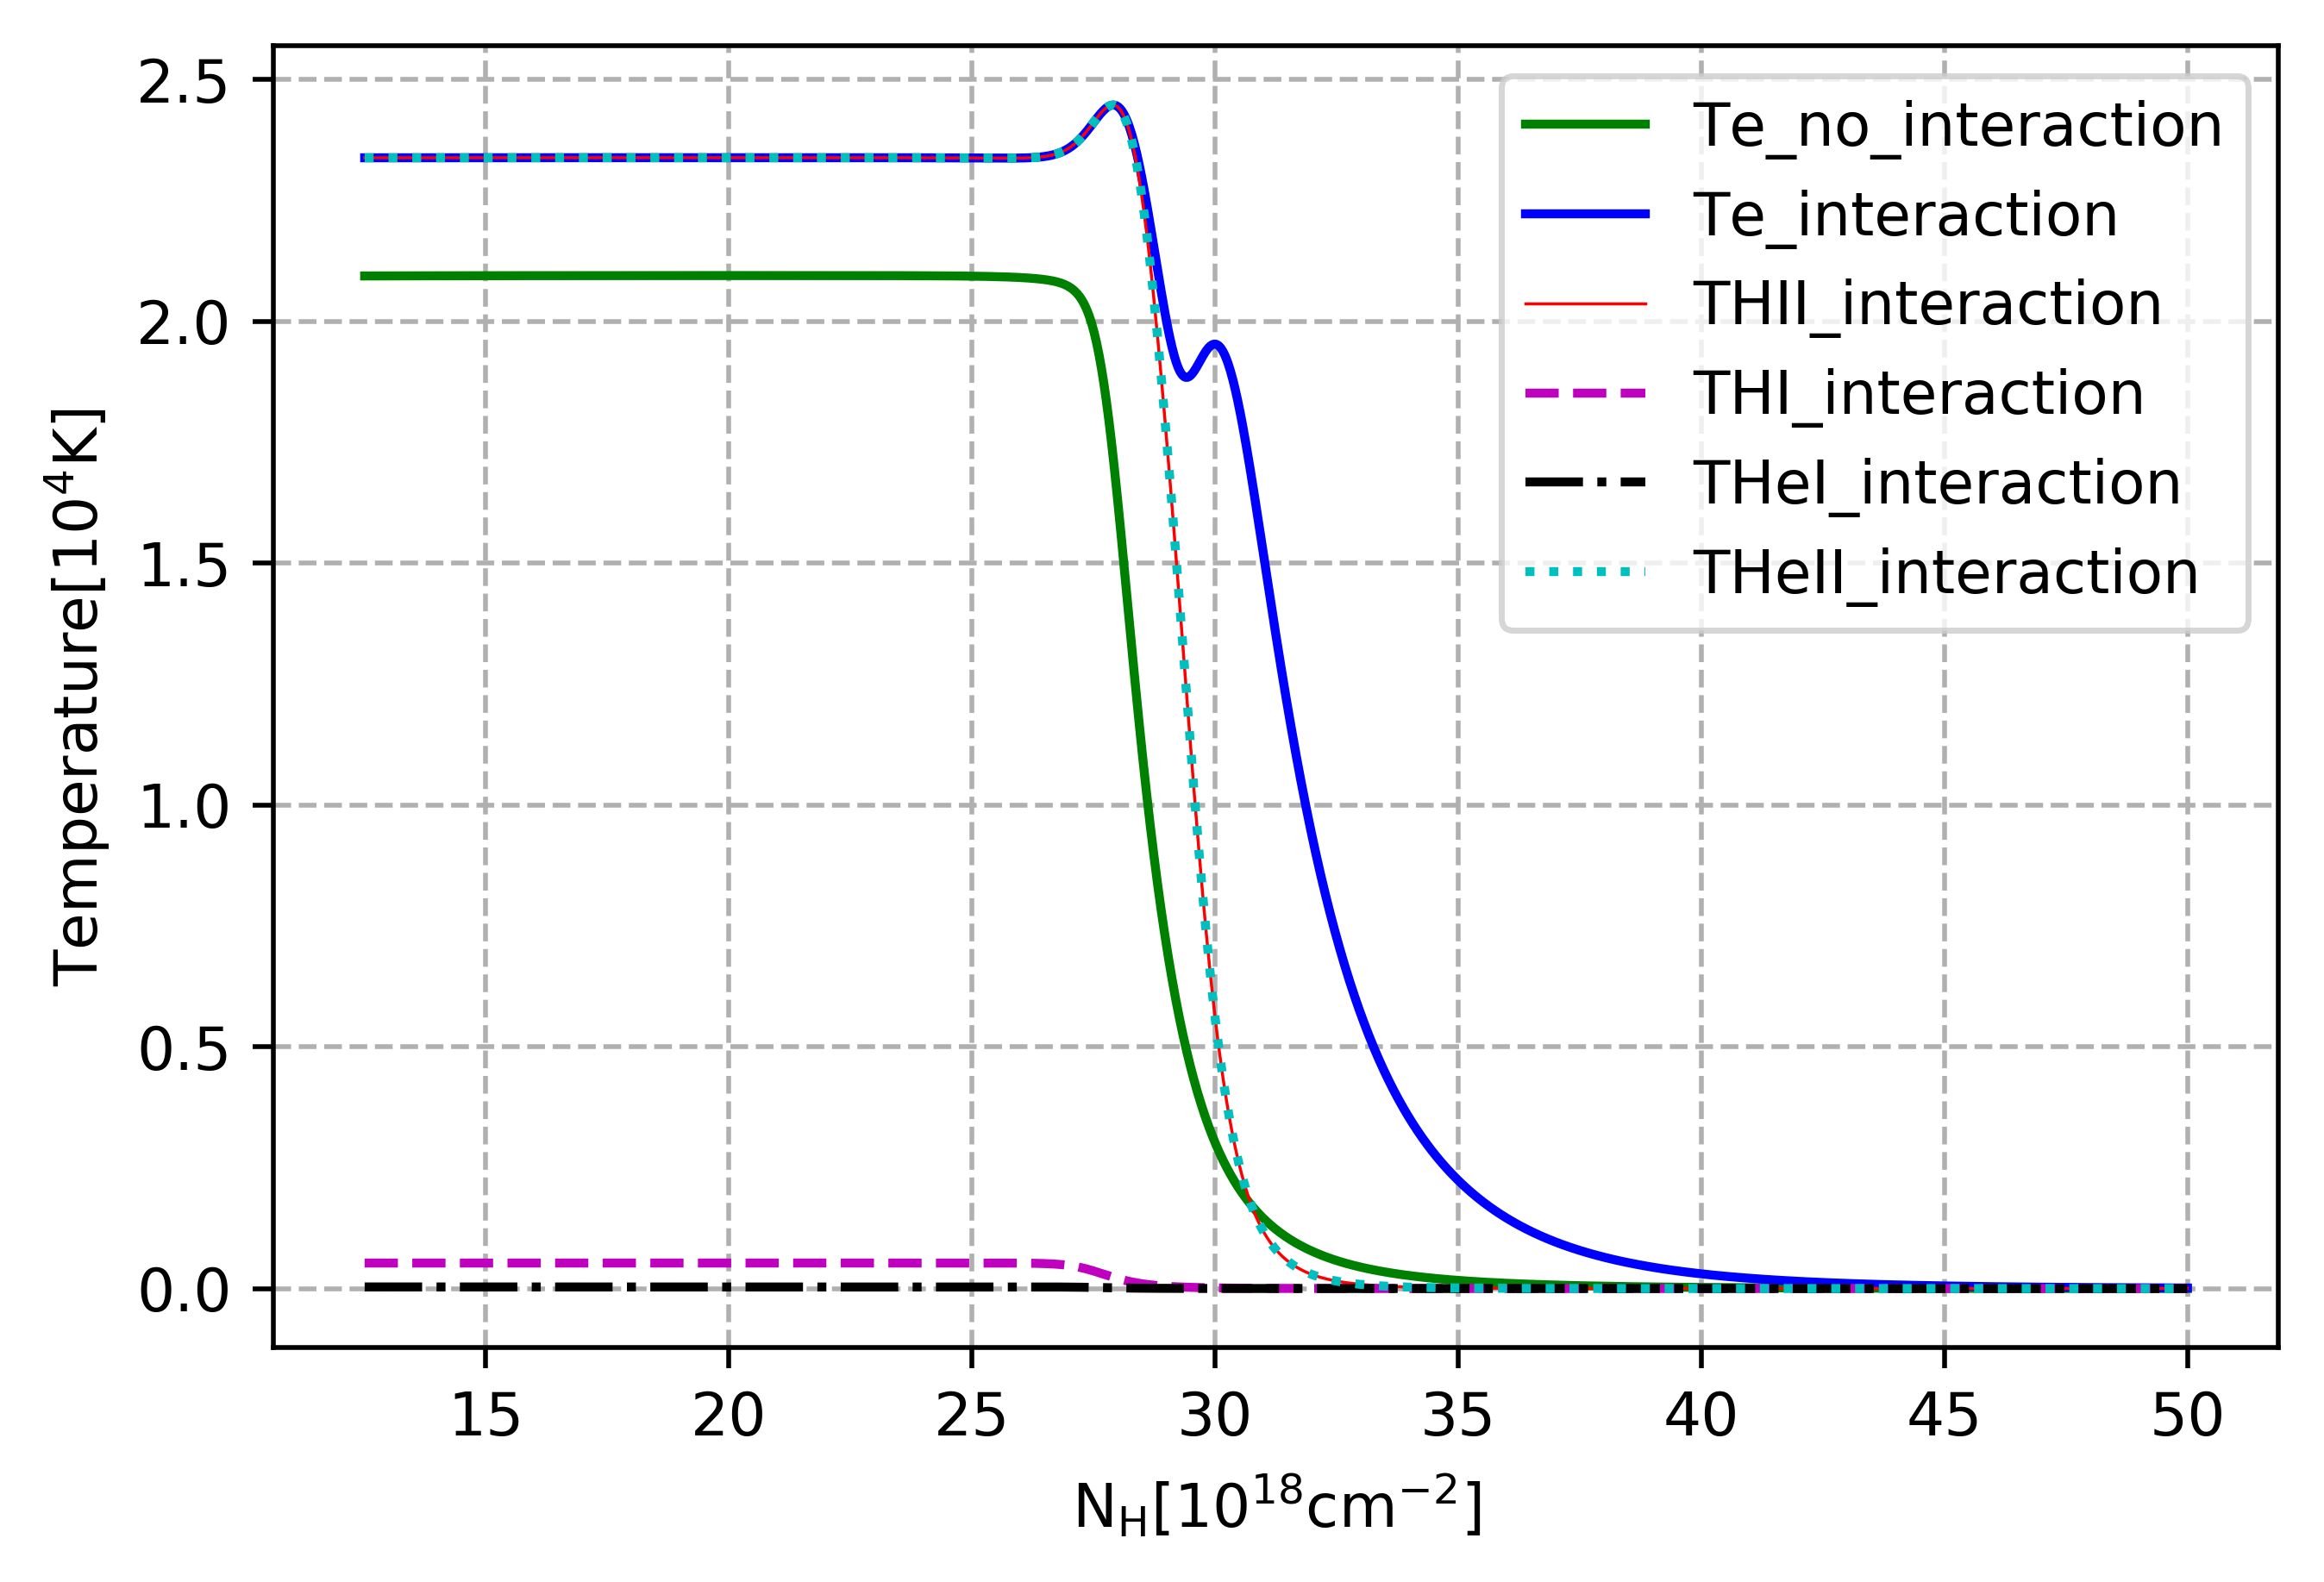 Temperature[10⁴K]
2.5
2.0
1.5
1.0
0.5
0.0
Te_no_interaction
Te_interaction
THII_interaction
THI_interaction
THeI_interaction
THeII_interaction
15 20 25 30 35 40 45 50
N_H[10¹⁸cm⁻²]